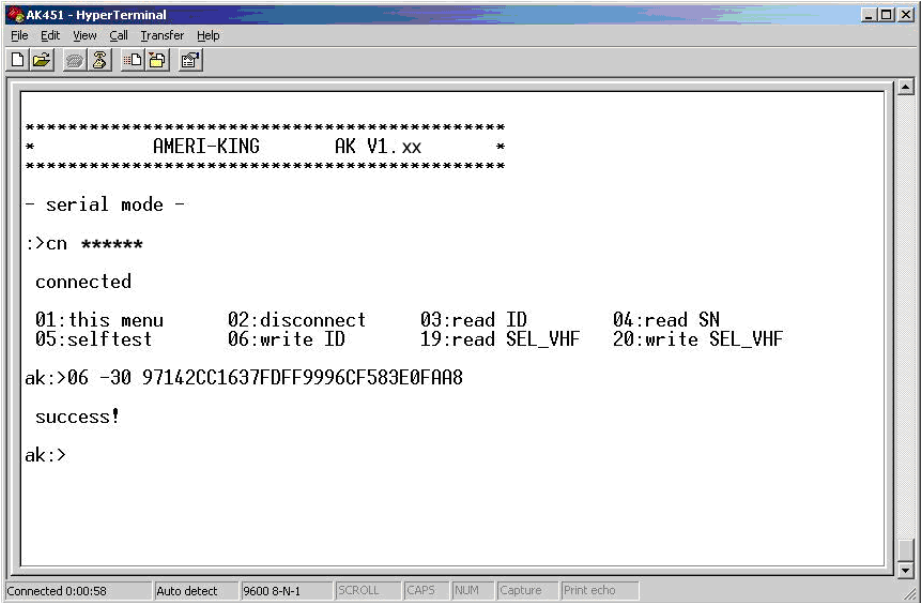 AK451 - HyperTerminal
File Edit View Call Transfer Help
*********************************************
* AMERI-KING AK V1.xx *
*********************************************
- serial mode -
:>cn ******
connected
01:this menu 02:disconnect 03:read ID 04:read SN
05:selftest 06:write ID 19:read SEL_VHF 20:write SEL_VHF
ak:>06 -30 97142CC1637FDFF9996CF583E0FAA8
success!
ak:>
Connected 0:00:58 Auto detect 9600 8-N-1 SCROLL CAPS NUM Capture Print echo